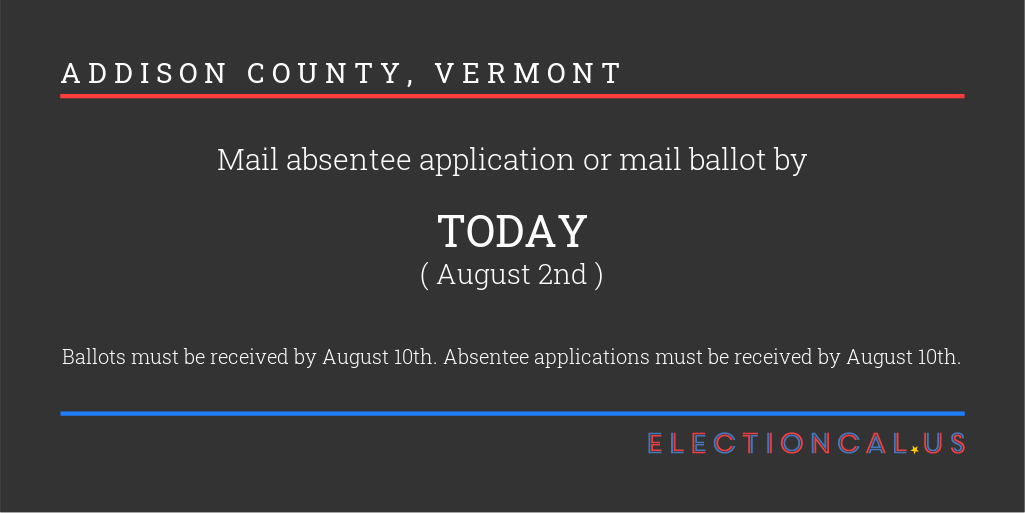 ADDISON COUNTY, VERMONT
Mail absentee application or mail ballot by
TODAY
( August 2nd )
Ballots must be received by August 10th. Absentee applications must be received by August 10th.
ELECTIONCAL★US